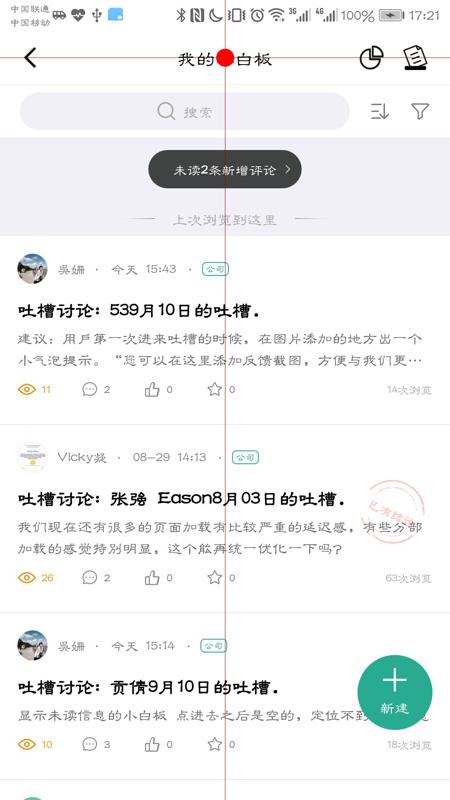 中国联通
中国移动
3G
4G
100%
17:21
我的 白板
搜索
未读2条新增评论
上次浏览到这里
吳姗 · 今天 15:43 · 公司
吐槽讨论: 539月10日的吐槽.
建议：用戶第一次进来吐槽的时候，在图片添加的地方出一个
小气泡提示。“您可以在这里添加反馈截图，方便与我们更…
11 2 0 0 14次浏览
Vicky凝 · 08-29 14:13 · 公司
吐槽讨论: 张强 Eason8月03日的吐槽.
已有结论
我们现在还有很多的页面加载有比较严重的延迟感，有些分部
加载的感觉特别明显，这个能再统一优化一下吗？
26 2 0 0 63次浏览
吳姗 · 今天 15:14 · 公司
吐槽讨论: 贡倩9月10日的吐槽.
显示未读信息的小白板 点进去之后是空的，定位不到
10 3 0 0 18次浏览
新建